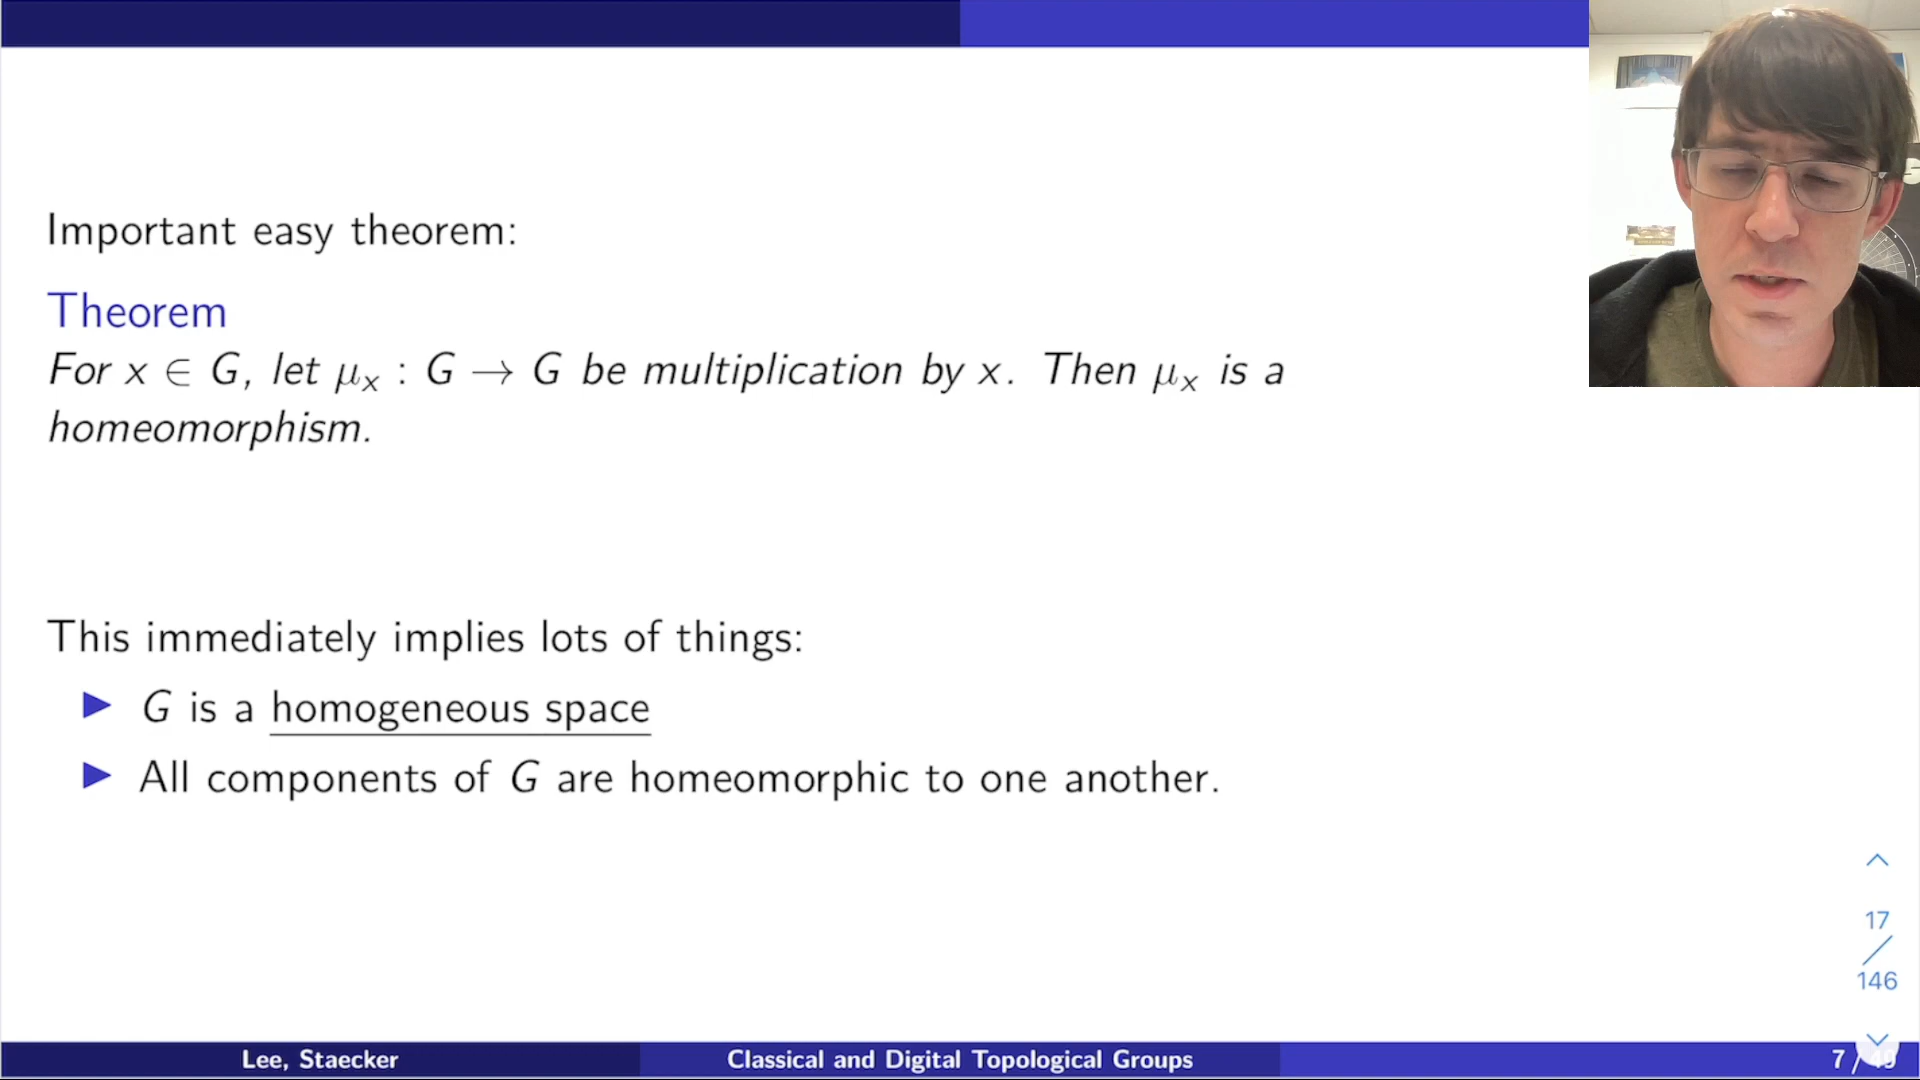 Important easy theorem:
Theorem
For x ∈ G, let μₓ : G → G be multiplication by x. Then μₓ is a
homeomorphism.
This immediately implies lots of things:
▶ G is a homogeneous space
▶ All components of G are homeomorphic to one another.
17
/
146
Lee, Staecker
Classical and Digital Topological Groups
7 /